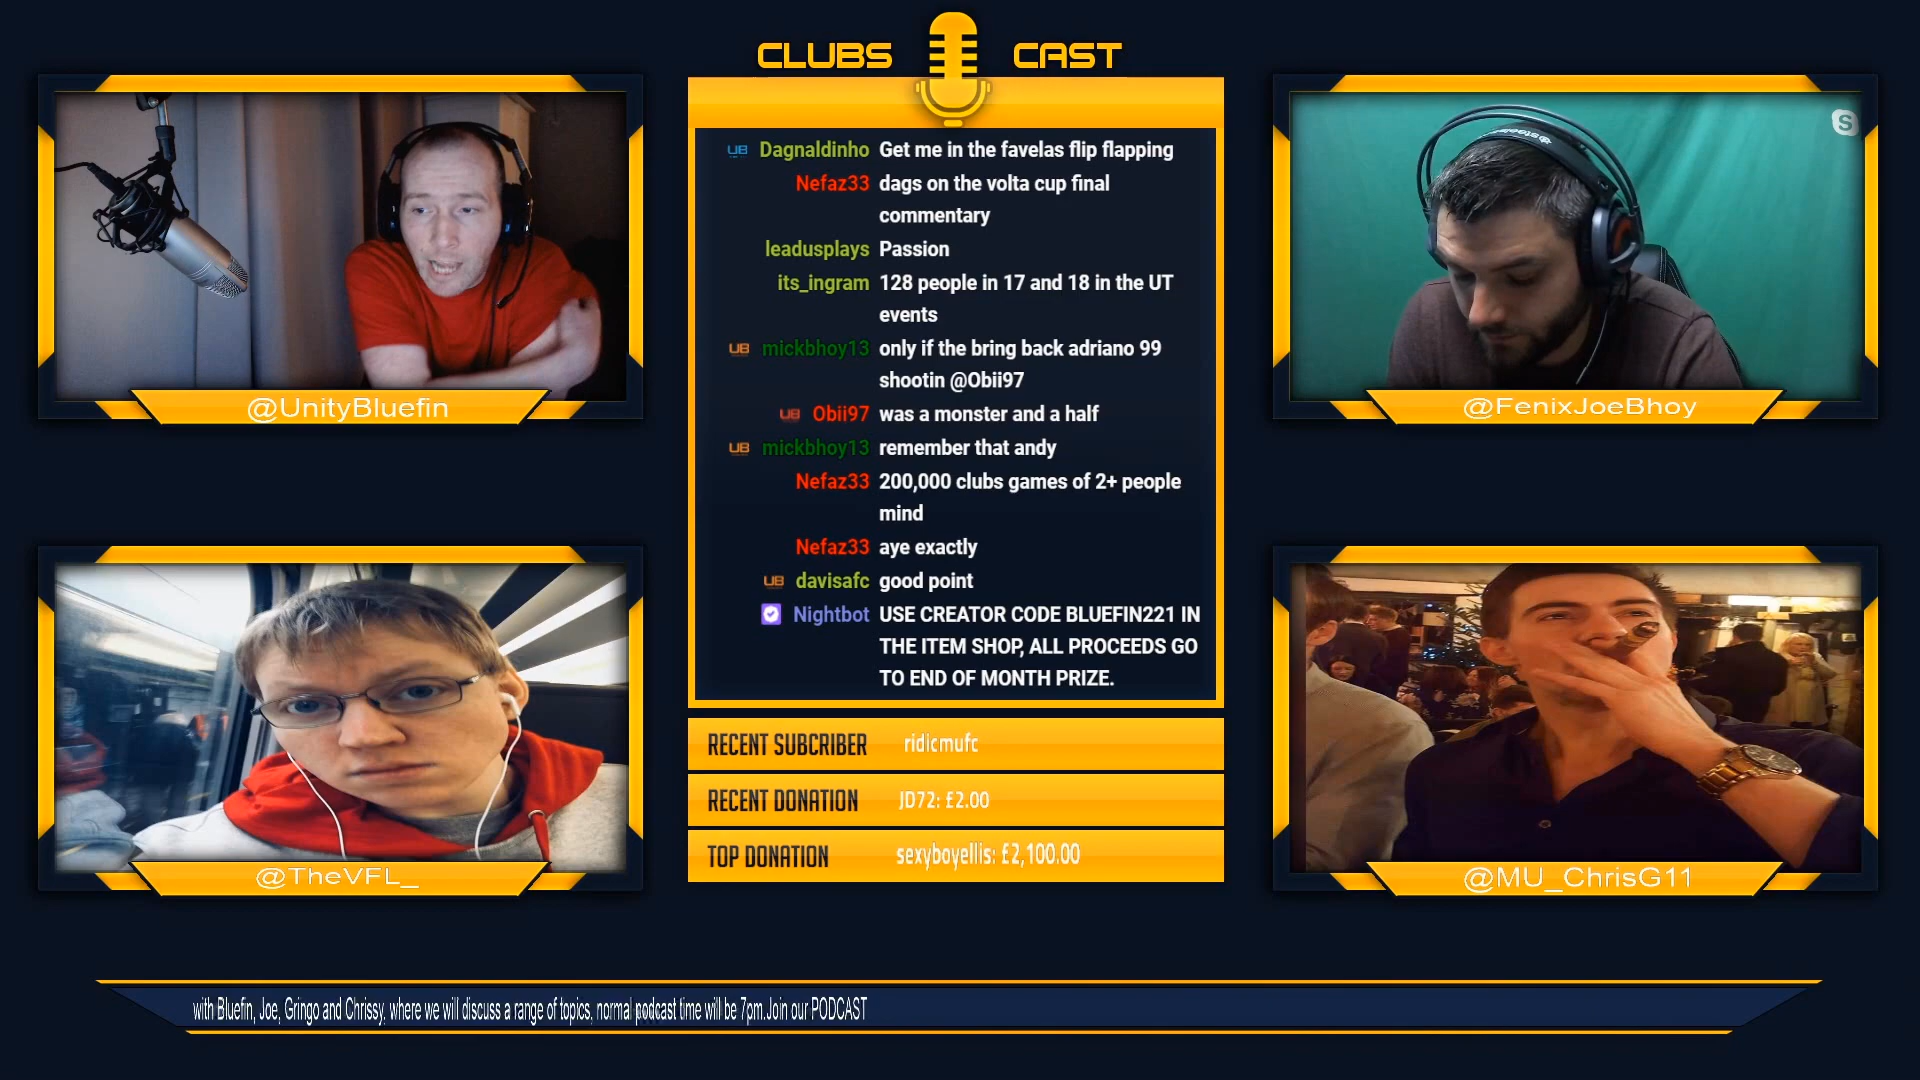 CLUBS CAST
@UnityBluefin
@FenixJoeBhoy
UB Dagnaldinho Get me in the favelas flip flapping
Nefaz33 dags on the volta cup final
commentary
leadusplays Passion
its_ingram 128 people in 17 and 18 in the UT
events
UB mickbhoy13 only if the bring back adriano 99
shootin @Obii97
UB Obii97 was a monster and a half
UB mickbhoy13 remember that andy
Nefaz33 200,000 clubs games of 2+ people
mind
Nefaz33 aye exactly
UB davisafc good point
Nightbot USE CREATOR CODE BLUEFIN221 IN
THE ITEM SHOP, ALL PROCEEDS GO
TO END OF MONTH PRIZE.
RECENT SUBCRIBER ridicmufc
RECENT DONATION JD72: £2.00
TOP DONATION sexyboyellis: £2,100.00
@TheVFL_
@MU_ChrisG11
with Bluefin, Joe, Gringo and Chrissy, where we will discuss a range of topics, normal podcast time will be 7pm.Join our PODCAST